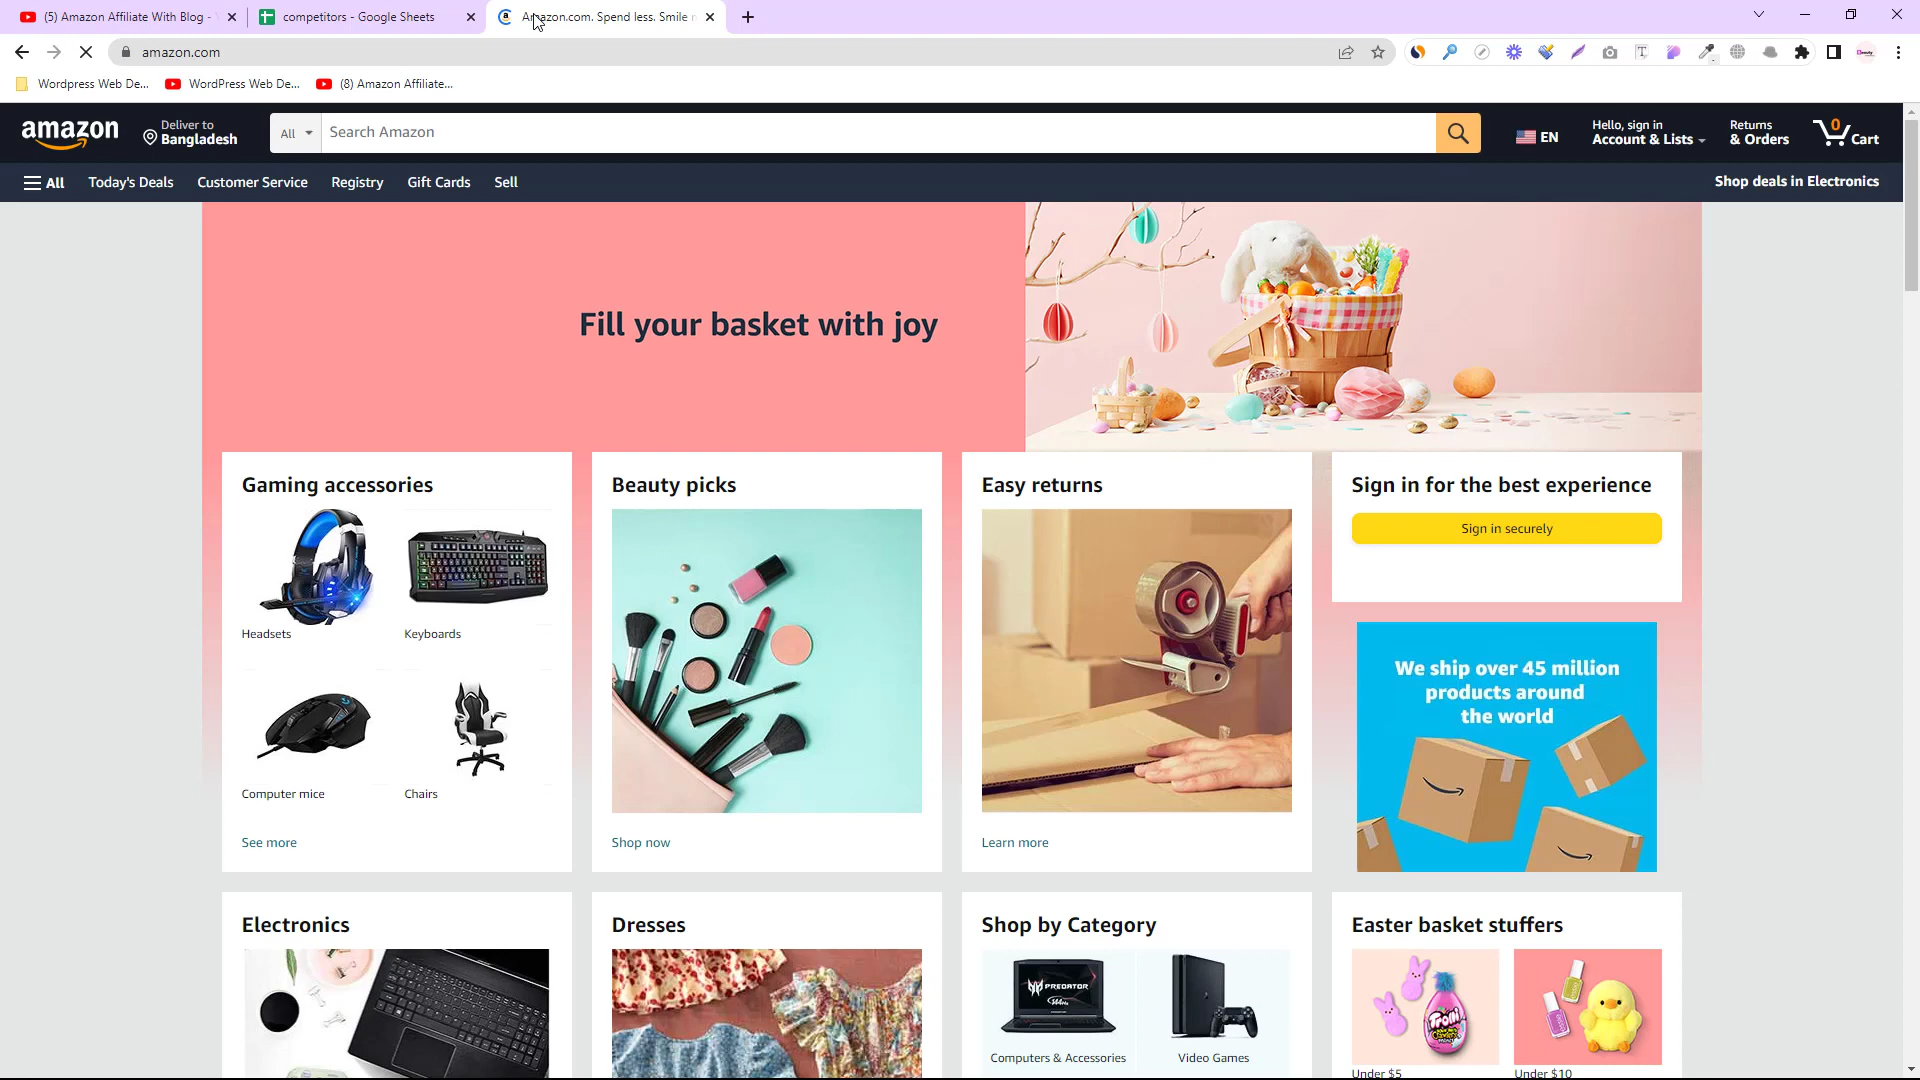 (5) Amazon Affiliate With Blog -
competitors - Google Sheets
Amazon.com. Spend less. Smile
amazon.com
Wordpress Web De...
WordPress Web De...
(8) Amazon Affiliate...
amazon
Deliver to
Bangladesh
All
Search Amazon
EN
Hello, sign in
Account & Lists
Returns
& Orders
0
Cart
All
Today's Deals
Customer Service
Registry
Gift Cards
Sell
Shop deals in Electronics
Fill your basket with joy
Gaming accessories
Headsets
Keyboards
Computer mice
Chairs
See more
Beauty picks
Shop now
Easy returns
Learn more
Sign in for the best experience
Sign in securely
We ship over 45 million
products around
the world
Electronics
Dresses
Shop by Category
PREDATOR
Computers & Accessories
Video Games
Easter basket stuffers
Trolli
Under $5
Under $10